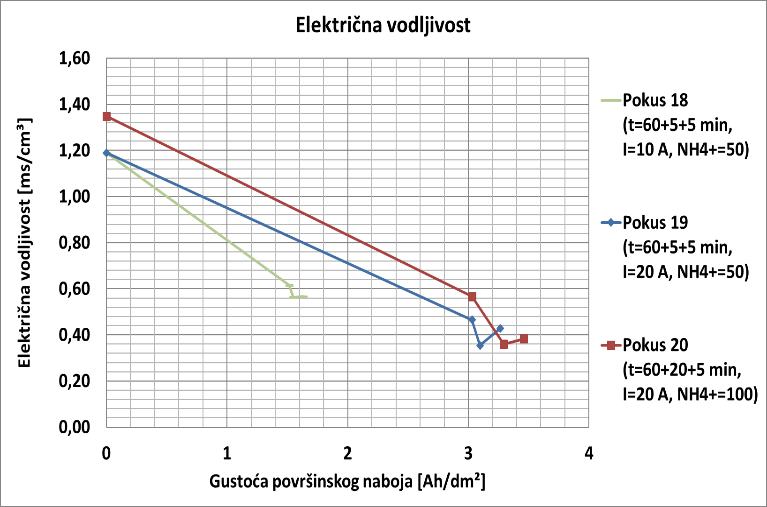 Električna vodljivost
Električna vodljivost [ms/cm³]
1,60
1,40
1,20
1,00
0,80
0,60
0,40
0,20
0,00
0 1 2 3 4
Gustoća površinskog naboja [Ah/dm²]
Pokus 18
(t=60+5+5 min,
I=10 A, NH4+=50)
Pokus 19
(t=60+5+5 min,
I=20 A, NH4+=50)
Pokus 20
(t=60+20+5 min,
I=20 A, NH4+=100)